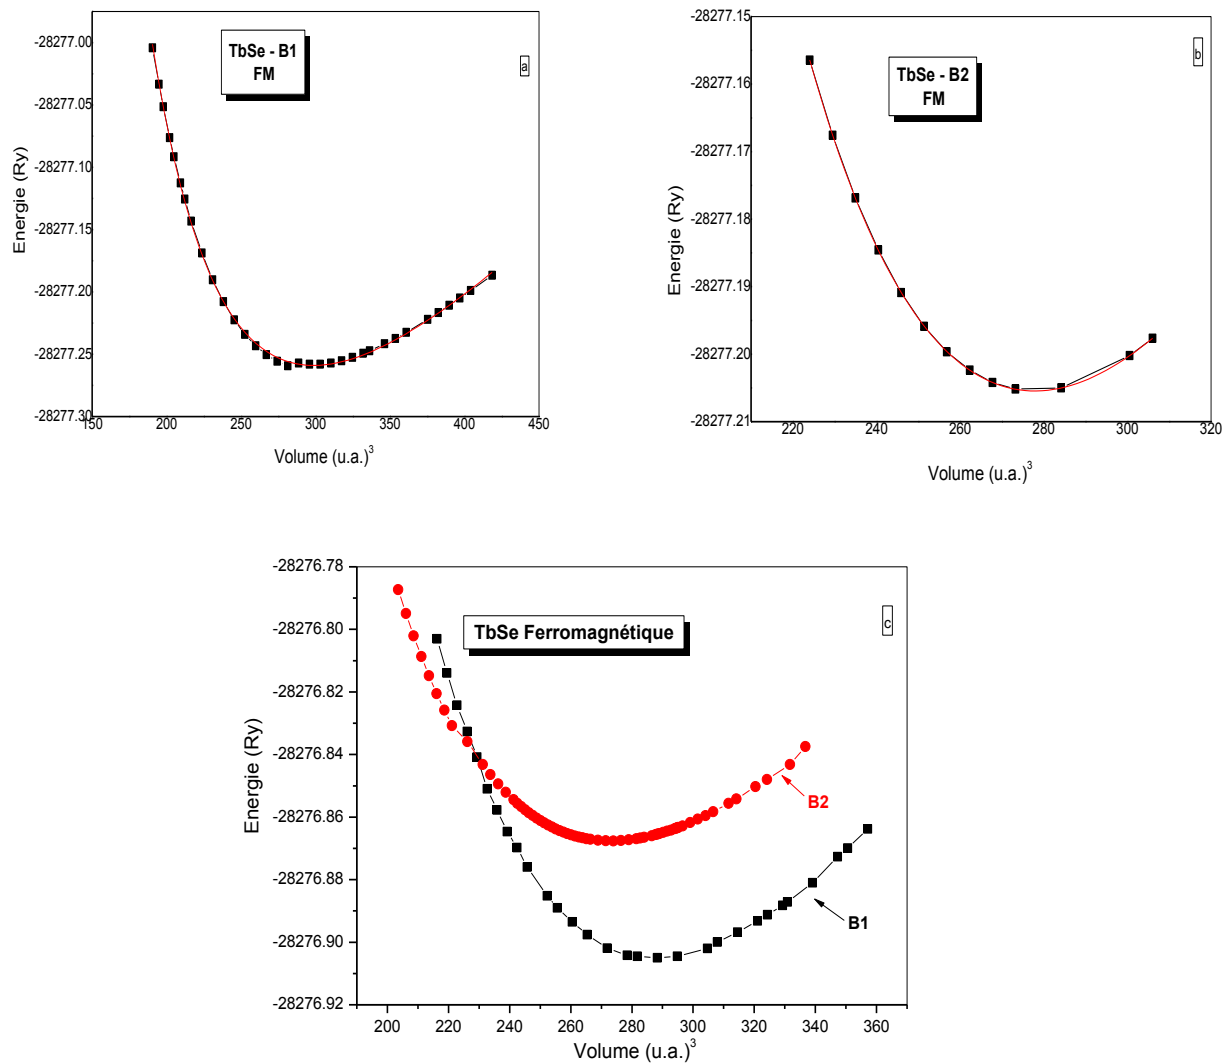 -28277.00
-28277.05
-28277.10
-28277.15
-28277.20
-28277.25
-28277.30
150
200
250
300
350
400
450
Energie (Ry)
Volume (u.a.)³
TbSe - B1
FM
a
-28277.15
-28277.16
-28277.17
-28277.18
-28277.19
-28277.20
-28277.21
220
240
260
280
300
320
Energie (Ry)
Volume (u.a.)³
TbSe - B2
FM
b
-28276.78
-28276.80
-28276.82
-28276.84
-28276.86
-28276.88
-28276.90
-28276.92
200
220
240
260
280
300
320
340
360
Energie (Ry)
Volume (u.a.)³
TbSe Ferromagnétique
c
B2
B1